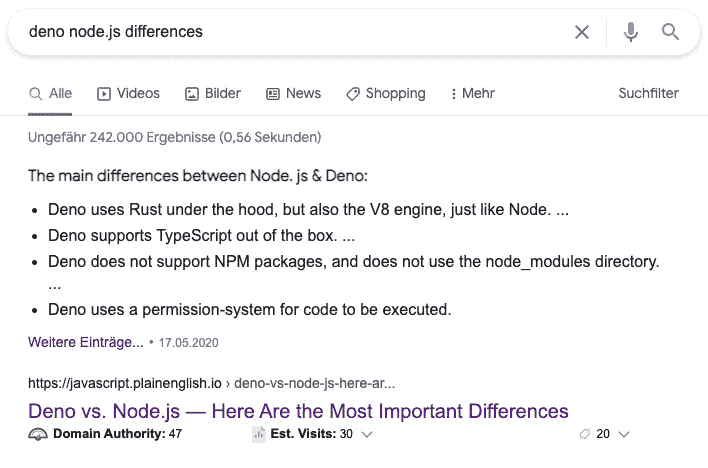 deno node.js differences
Alle Videos Bilder News Shopping Mehr Suchfilter
Ungefähr 242.000 Ergebnisse (0,56 Sekunden)
The main differences between Node. js & Deno:
• Deno uses Rust under the hood, but also the V8 engine, just like Node. ...
• Deno supports TypeScript out of the box. ...
• Deno does not support NPM packages, and does not use the node_modules directory.
...
• Deno uses a permission-system for code to be executed.
Weitere Einträge... • 17.05.2020
https://javascript.plainenglish.io › deno-vs-node-js-here-ar...
Deno vs. Node.js — Here Are the Most Important Differences
Domain Authority: 47 Est. Visits: 30 20